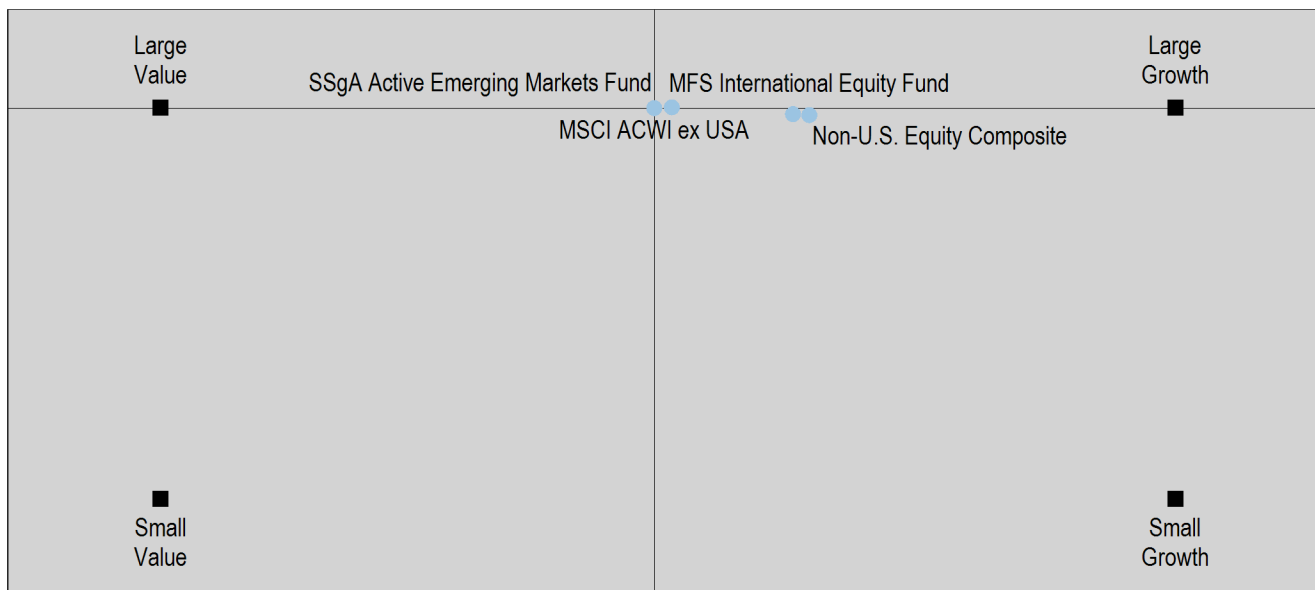 Large
Value
Large
Growth
SSgA Active Emerging Markets Fund
MFS International Equity Fund
MSCI ACWI ex USA
Non-U.S. Equity Composite
Small
Value
Small
Growth